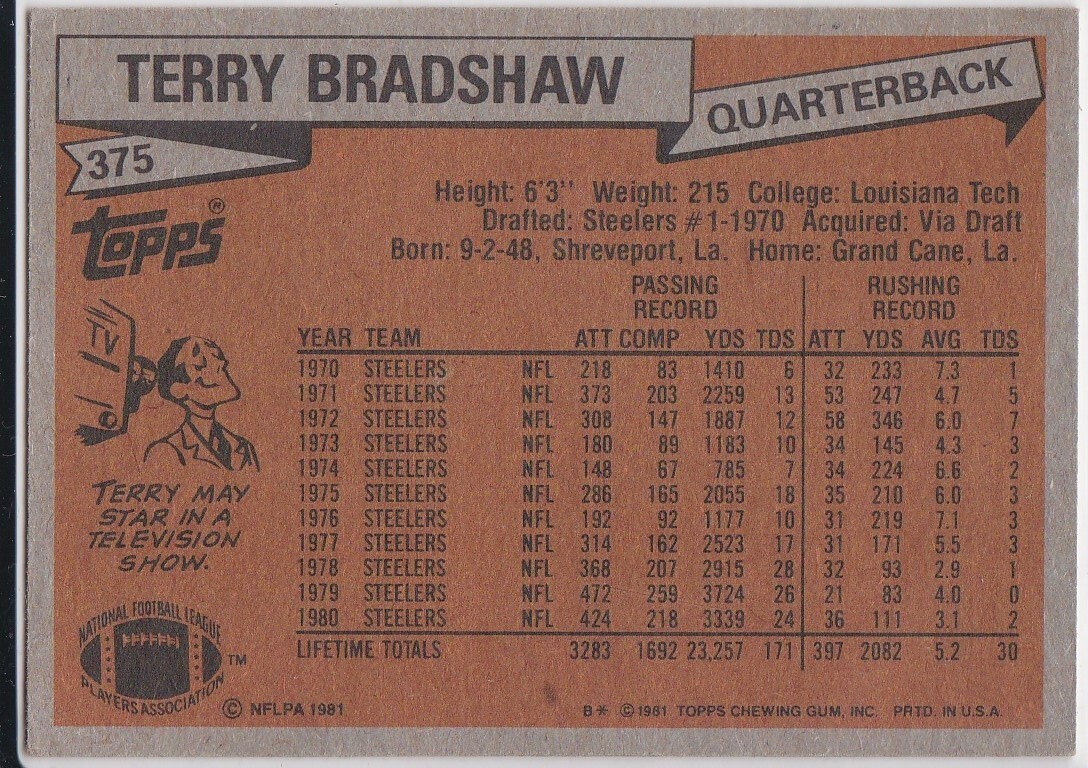 TERRY BRADSHAW
QUARTERBACK
375
TOPPS®
Height: 6'3" Weight: 215 College: Louisiana Tech
Drafted: Steelers #1-1970 Acquired: Via Draft
Born: 9-2-48, Shreveport, La. Home: Grand Cane, La.
PASSING RECORD RUSHING RECORD
YEAR TEAM ATT COMP YDS TDS ATT YDS AVG TDS
1970 STEELERS NFL 218 83 1410 6 32 233 7.3 1
1971 STEELERS NFL 373 203 2259 13 53 247 4.7 5
1972 STEELERS NFL 308 147 1887 12 58 346 6.0 7
1973 STEELERS NFL 180 89 1183 10 34 145 4.3 3
1974 STEELERS NFL 148 67 785 7 34 224 6.6 2
1975 STEELERS NFL 286 165 2055 18 35 210 6.0 3
1976 STEELERS NFL 192 92 1177 10 31 219 7.1 3
1977 STEELERS NFL 314 162 2523 17 31 171 5.5 3
1978 STEELERS NFL 368 207 2915 28 32 93 2.9 1
1979 STEELERS NFL 472 259 3724 26 21 83 4.0 0
1980 STEELERS NFL 424 218 3339 24 36 111 3.1 2
LIFETIME TOTALS 3283 1692 23,257 171 397 2082 5.2 30
TV
TERRY MAY
STAR IN A
TELEVISION
SHOW.
NATIONAL FOOTBALL LEAGUE
PLAYERS ASSOCIATION
TM
© NFLPA 1981
B* © 1981 TOPPS CHEWING GUM, INC. PRTD. IN U.S.A.